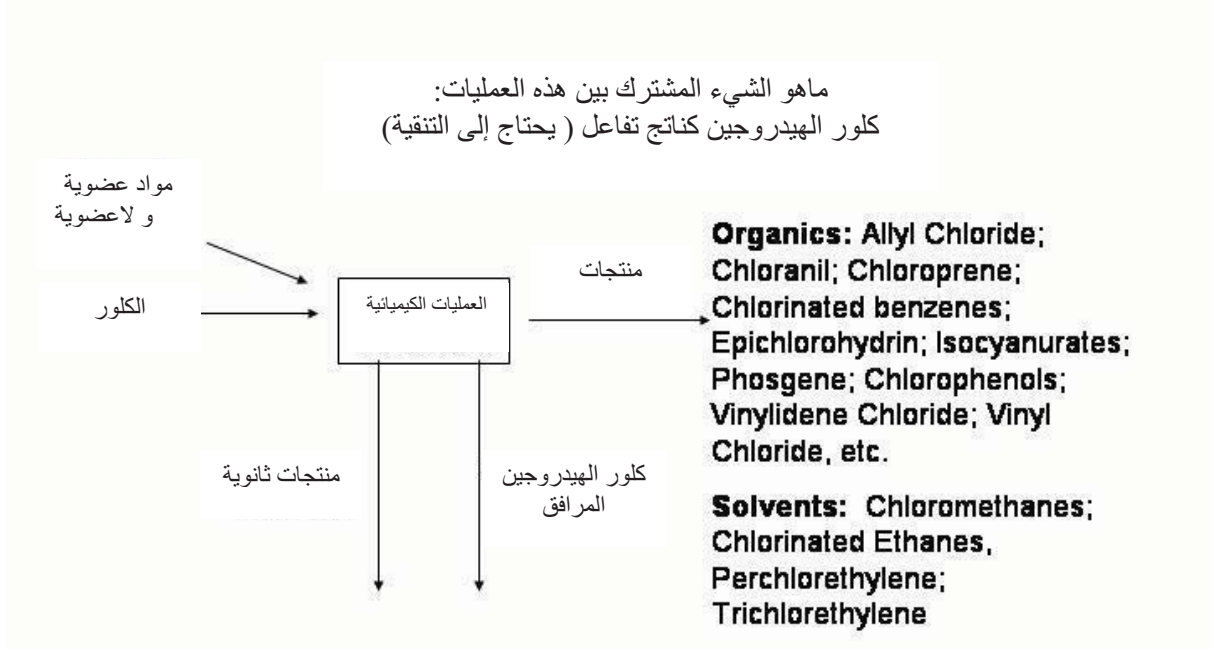 ماهو الشيء المشترك بين هذه العمليات:
كلور الهيدروجين كناتج تفاعل ( يحتاج إلى التنقية)
مواد عضوية
و لاعضوية
الكلور
العمليات الكيميائية
منتجات
Organics: Allyl Chloride;
Chloranil; Chloroprene;
Chlorinated benzenes;
Epichlorohydrin; Isocyanurates;
Phosgene; Chlorophenols;
Vinylidene Chloride; Vinyl
Chloride, etc.
منتجات ثانوية
كلور الهيدروجين
المرافق
Solvents: Chloromethanes;
Chlorinated Ethanes,
Perchlorethylene;
Trichlorethylene